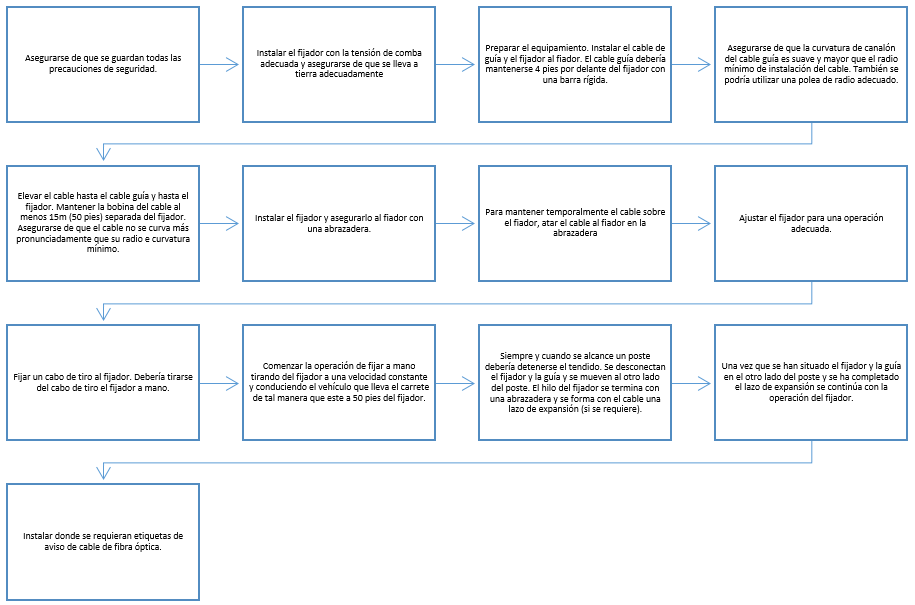 Asegurarse de que se guardan todas las
precauciones de seguridad.
Instalar el fijador con la tensión de comba
adecuada y asegurarse de que se lleva a
tierra adecuadamente
Preparar el equipamiento. Instalar el cable de
guía y el fijador al fiador. El cable guía debería
mantenerse 4 pies por delante del fijador con
una barra rígida.
Asegurarse de que la curvatura de canalón
del cable guía es suave y mayor que el radio
mínimo de instalación del cable. También se
podría utilizar una polea de radio adecuado.
Elevar el cable hasta el cable guía y hasta el
fijador. Mantener la bobina del cable al
menos 15m (50 pies) separada del fijador.
Asegurarse de que el cable no se curva más
pronunciadamente que su radio e curvatura
mínimo.
Instalar el fijador y asegurarlo al fiador con
una abrazadera.
Para mantener temporalmente el cable sobre
el fiador, atar el cable al fiador en la
abrazadera
Ajustar el fijador para una operación
adecuada.
Fijar un cabo de tiro al fijador. Debería tirarse
del cabo de tiro el fijador a mano.
Comenzar la operación de fijar a mano
tirando del fijador a una velocidad constante
y conduciendo el vehículo que lleva el carrete
de tal manera que este a 50 pies del fijador.
Siempre y cuando se alcance un poste
debería detenerse el tendido. Se desconectan
el fijador y la guía y se mueven al otro lado
del poste. El hilo del fijador se termina con
una abrazadera y se forma con el cable una
lazo de expansión (si se requiere).
Una vez que se han situado el fijador y la guía
en el otro lado del poste y se ha completado
el lazo de expansión se continúa con la
operación del fijador.
Instalar donde se requieran etiquetas de
aviso de cable de fibra óptica.